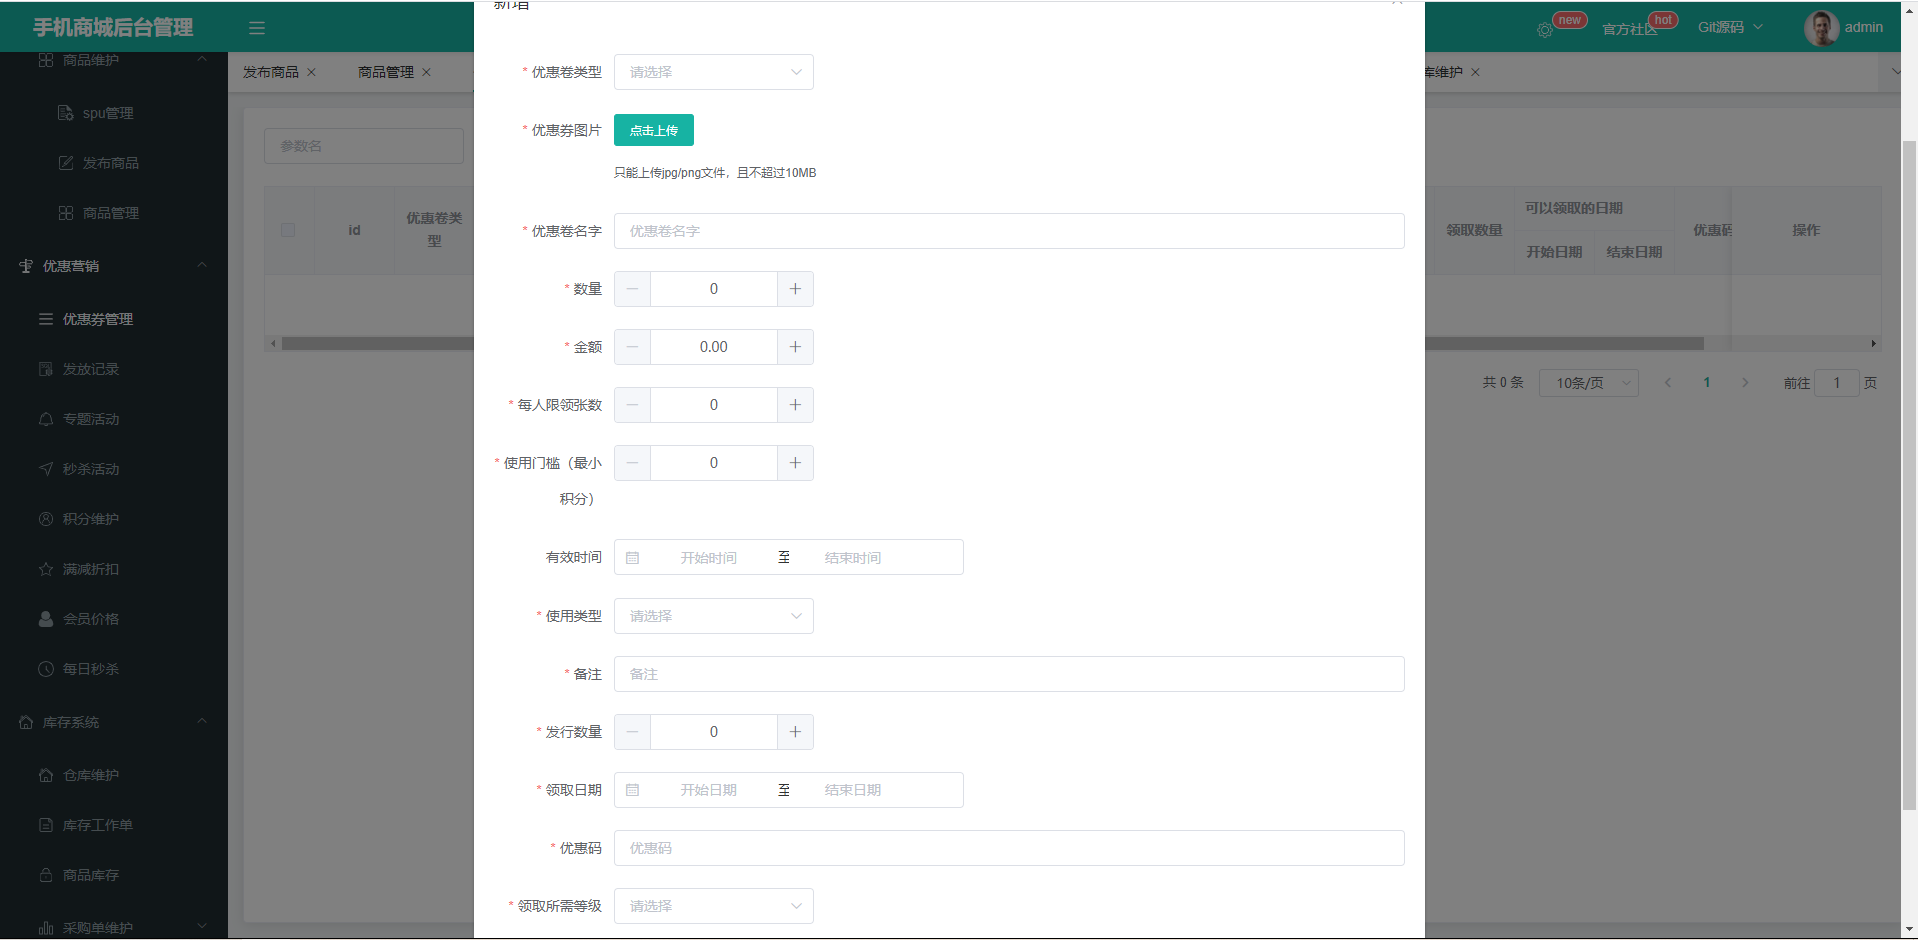 手机商城后台管理
new
官方社区
hot
Git源码
admin
商品维护
spu管理
发布商品
商品管理
优惠营销
优惠券管理
发放记录
专题活动
秒杀活动
积分维护
满减折扣
会员价格
每日秒杀
库存系统
仓库维护
库存工作单
商品库存
采购单维护
发布商品
商品管理
库维护
参数名
id
优惠卷类
型
领取数量
可以领取的日期
开始日期
结束日期
优惠码
操作
共 0 条
10条/页
1
前往
1
页
新增
* 优惠卷类型
请选择
* 优惠券图片
点击上传
只能上传jpg/png文件，且不超过10MB
* 优惠卷名字
优惠卷名字
* 数量
0
* 金额
0.00
* 每人限领张数
0
* 使用门槛（最小
积分）
0
有效时间
开始时间 至 结束时间
* 使用类型
请选择
* 备注
备注
* 发行数量
0
* 领取日期
开始日期 至 结束日期
* 优惠码
优惠码
* 领取所需等级
请选择